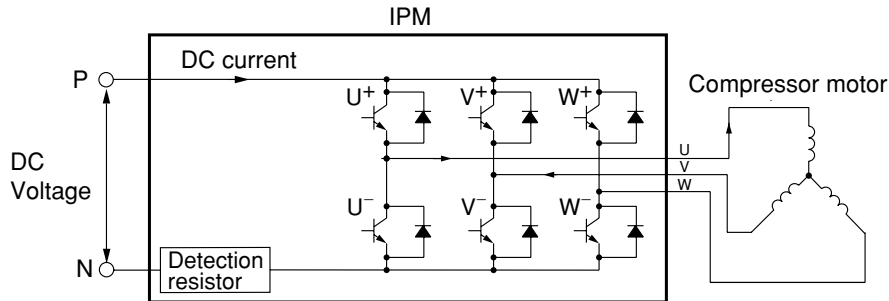 IPM
P
DC current
U+
V+
W+
Compressor motor
DC
Voltage
U
V
W
U−
V−
W−
N
Detection
resistor